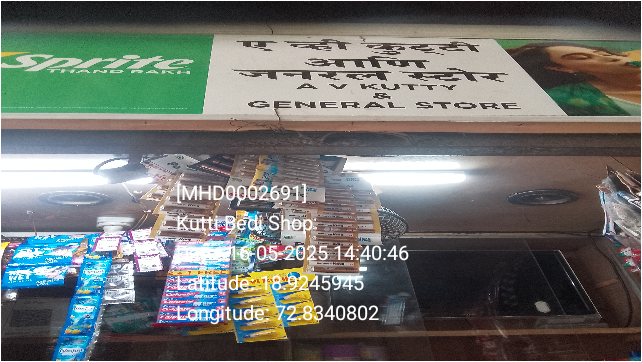 Sprite
THAND RAKH
ए व्ही कुट्टी
आणि
जनरल स्टोर
A V KUTTY
&
GENERAL STORE
[MHD0002691]
Kutti Bedi Shop
16-05-2025 14:40:46
Latitude: 18.9245945
Longitude: 72.8340802